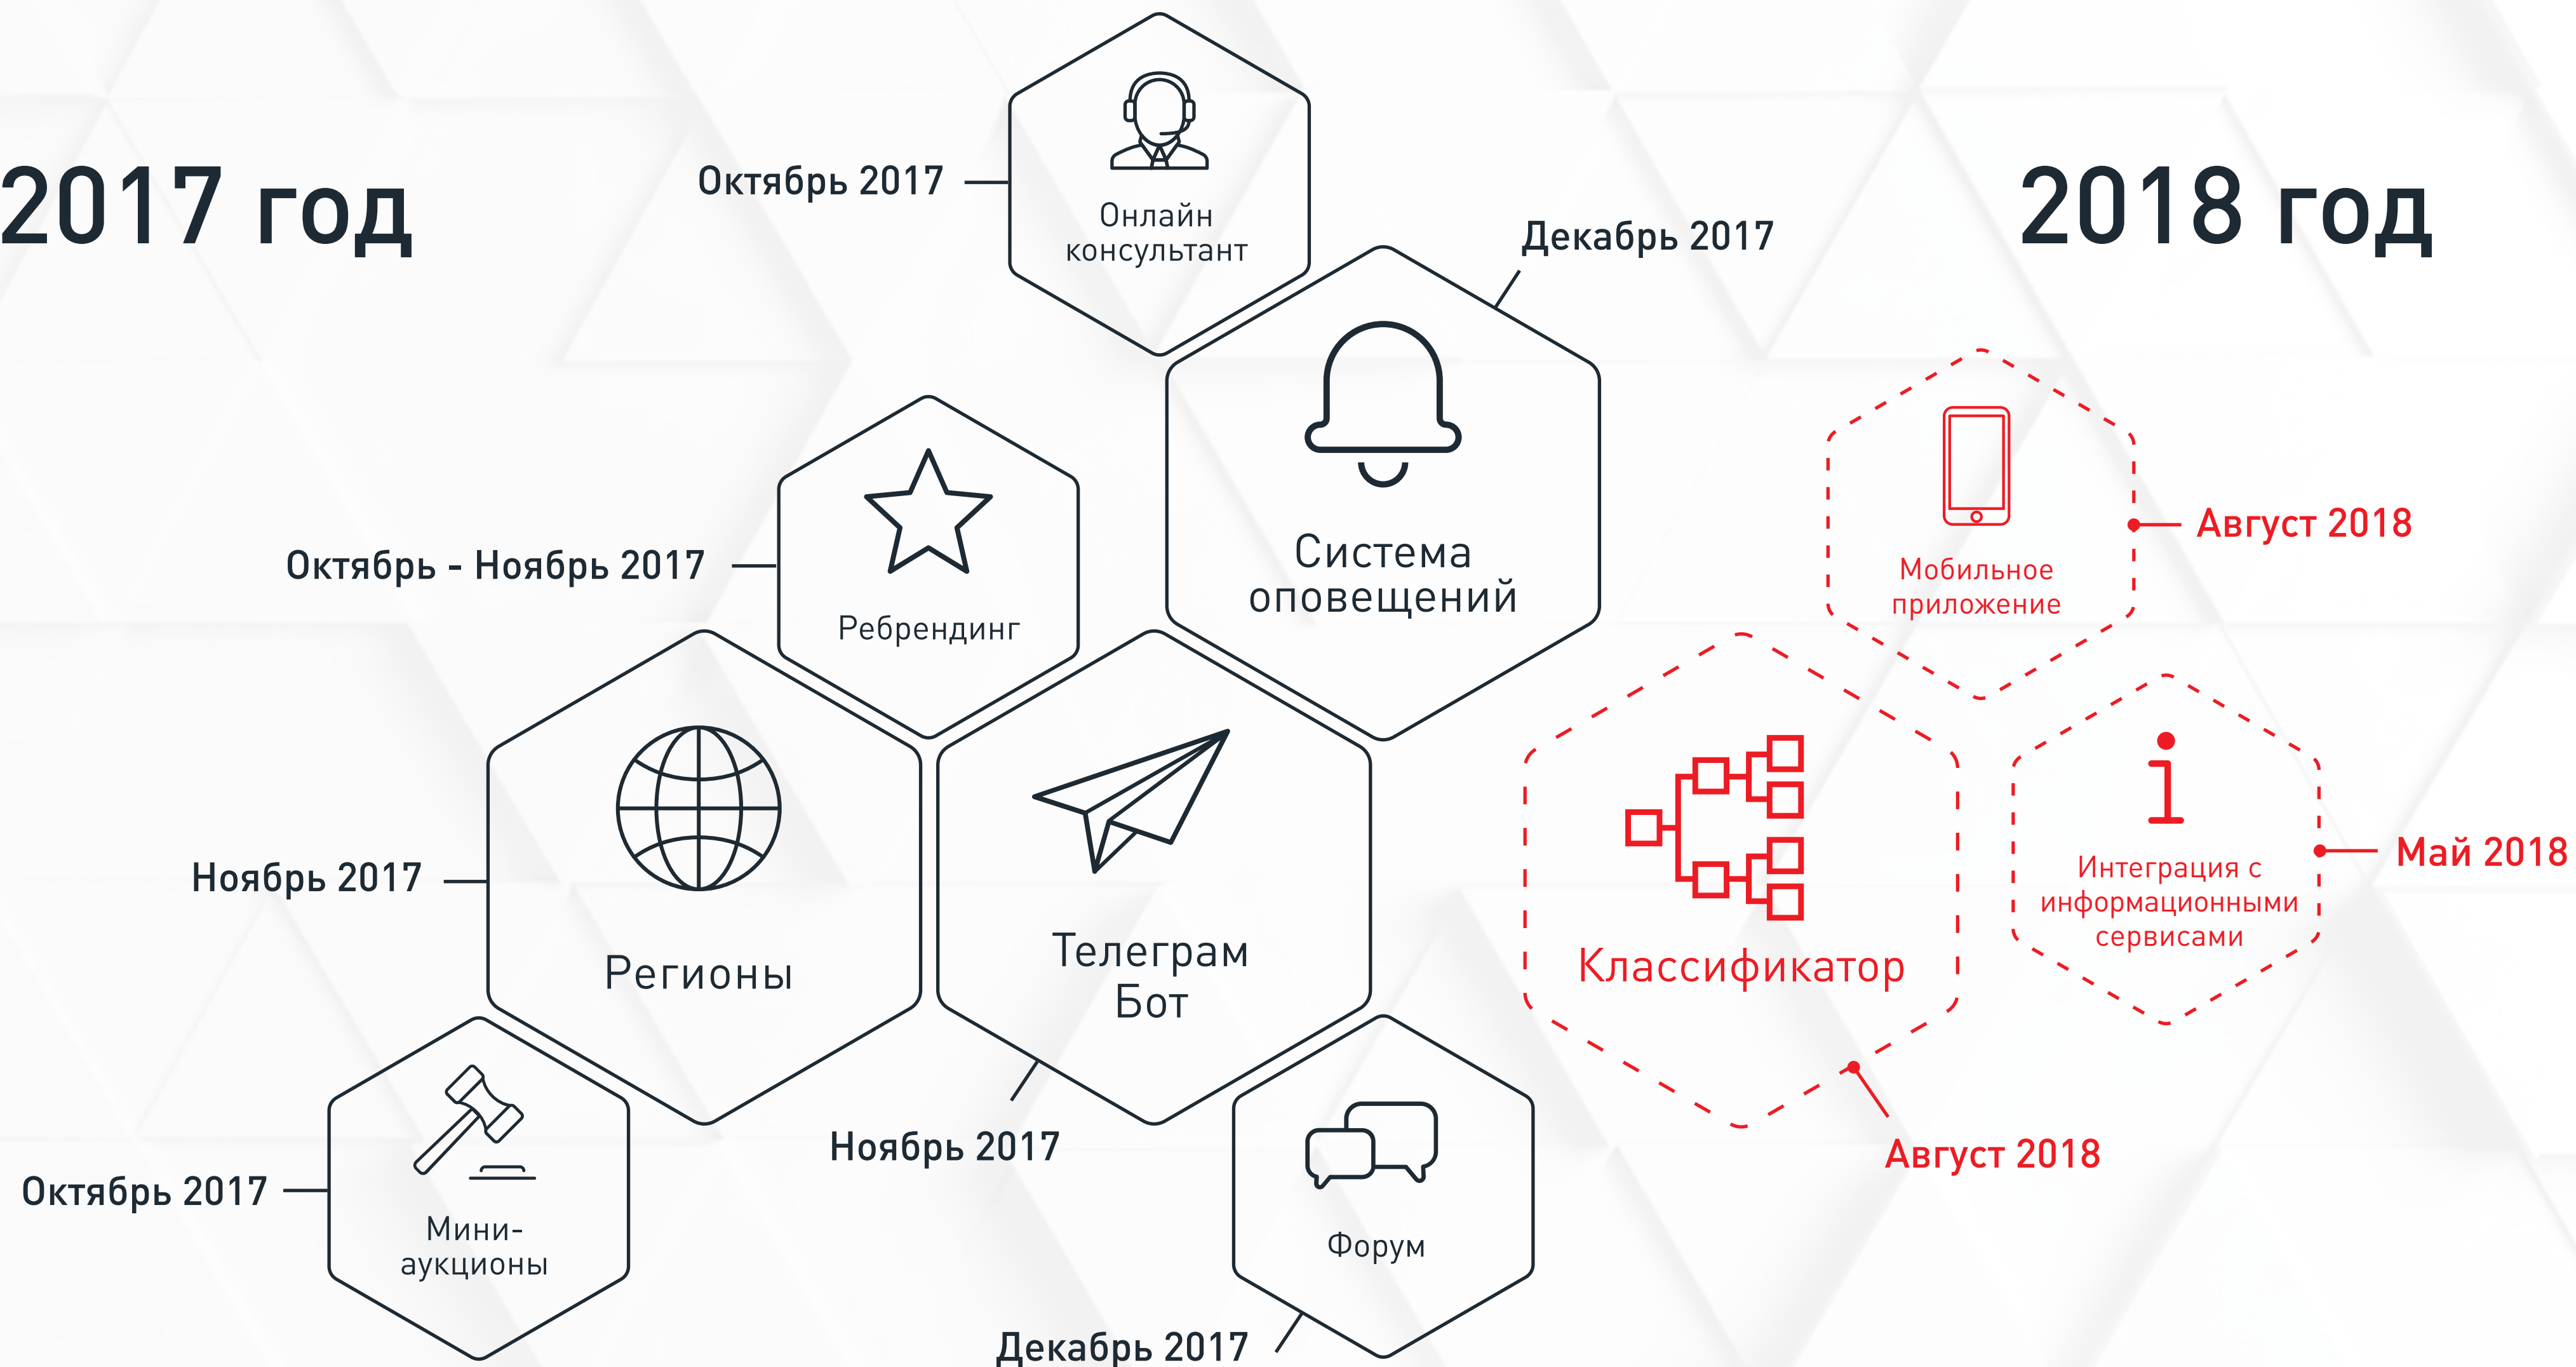 2017 год
2018 год
Октябрь 2017
Онлайн
консультант
Декабрь 2017
Система
оповещений
Октябрь - Ноябрь 2017
Ребрендинг
Ноябрь 2017
Регионы
Телеграм
Бот
Ноябрь 2017
Октябрь 2017
Мини-
аукционы
Форум
Декабрь 2017
Мобильное
приложение
Август 2018
Классификатор
Август 2018
Интеграция с
информационными
сервисами
Май 2018